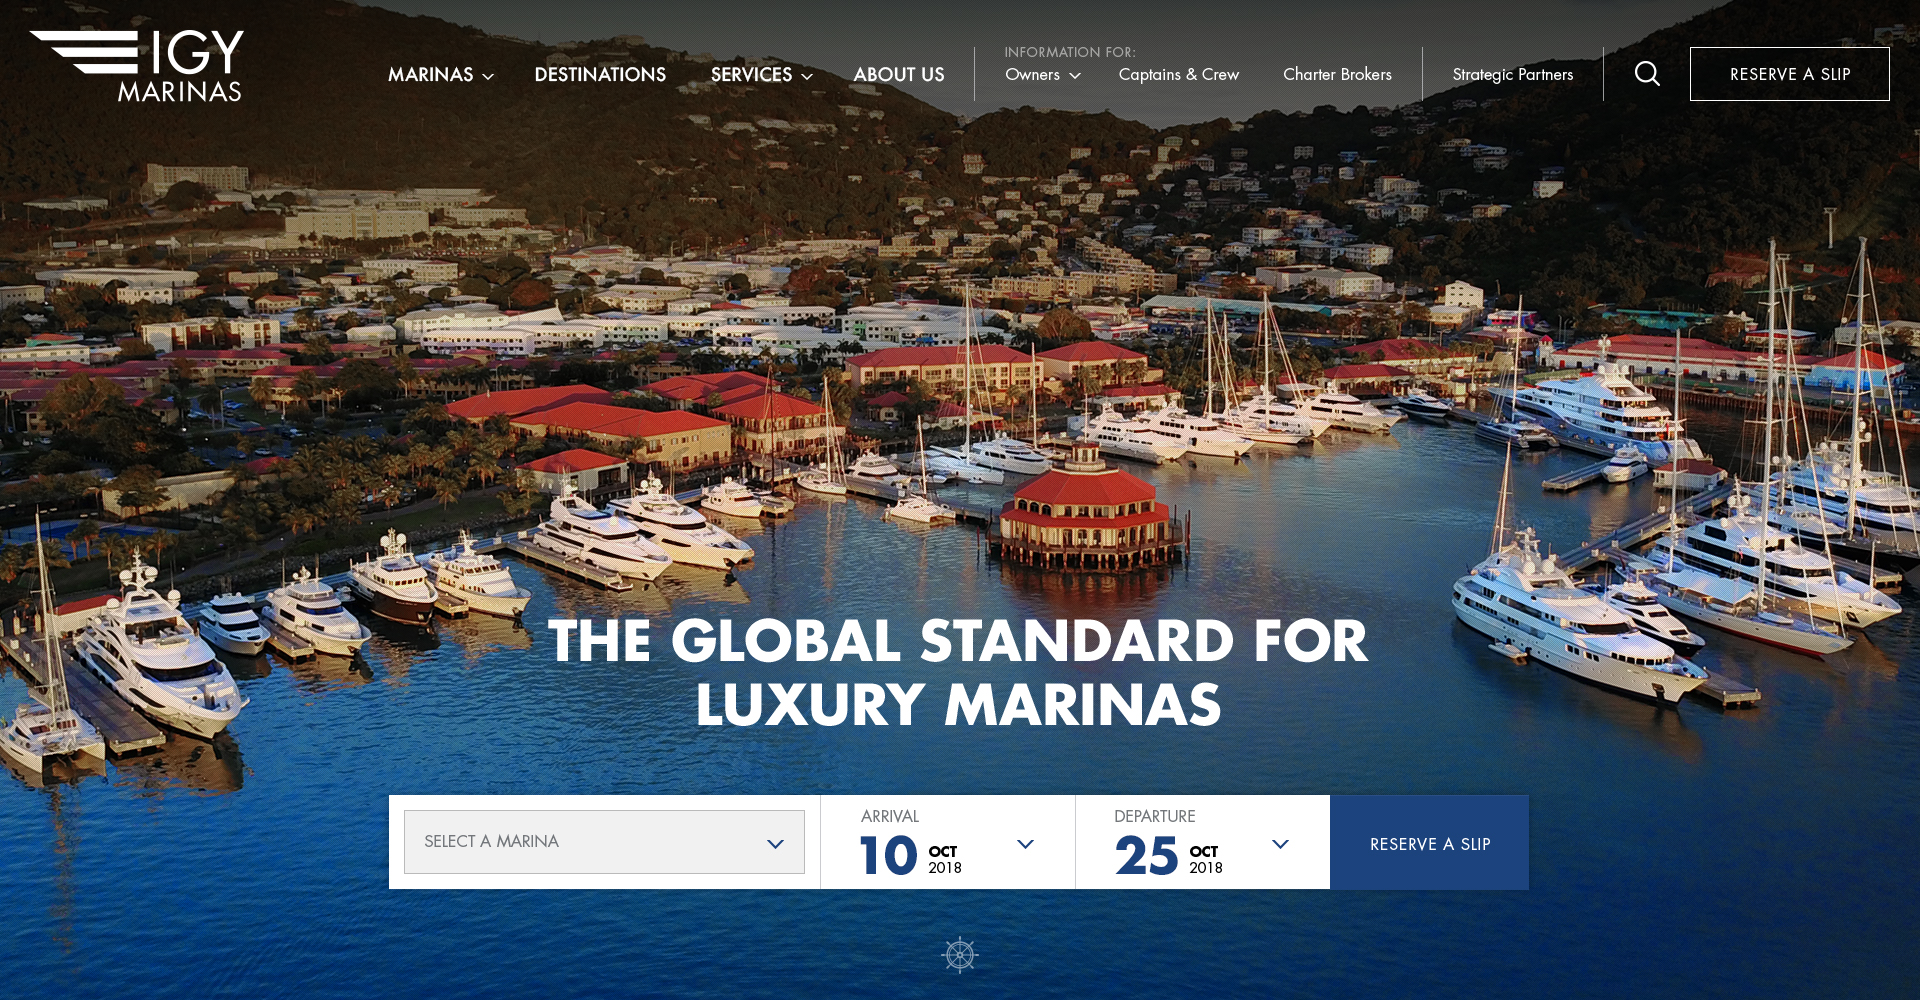 IGY
MARINAS
MARINAS
DESTINATIONS
SERVICES
ABOUT US
INFORMATION FOR:
Owners
Captains & Crew
Charter Brokers
Strategic Partners
RESERVE A SLIP
THE GLOBAL STANDARD FOR
LUXURY MARINAS
SELECT A MARINA
ARRIVAL
10 OCT
2018
DEPARTURE
25 OCT
2018
RESERVE A SLIP